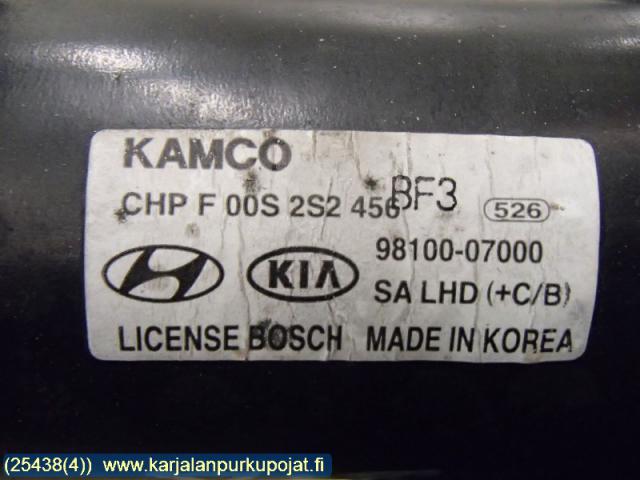 KAMCO
CHP F 00S 2S2 456 BF3 526
98100-07000
KIA
SA LHD (+C/B)
LICENSE BOSCH MADE IN KOREA
(25438(4)) www.karjalanpurkupojat.fi